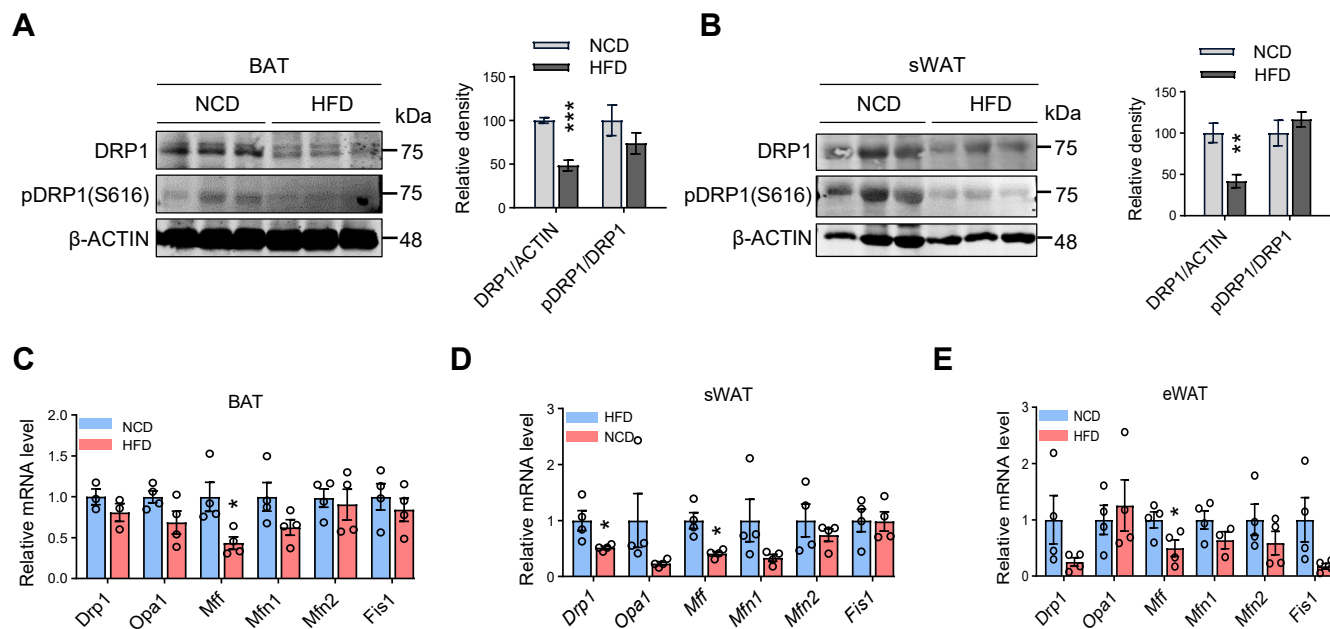 A
BAT
NCD HFD
kDa
DRP1 75
pDRP1(S616) 75
β-ACTIN 48
NCD
HFD
Relative density
150
100
50
0
***
DRP1/ACTIN
pDRP1/DRP1
B
sWAT
NCD HFD
kDa
DRP1 75
pDRP1(S616) 75
β-ACTIN 48
NCD
HFD
Relative density
150
100
50
0
**
DRP1/ACTIN
pDRP1/DRP1
C
BAT
NCD
HFD
Relative mRNA level
2.0
1.5
1.0
0.5
0.0
*
Drp1 Opa1 Mff Mfn1 Mfn2 Fis1
D
sWAT
HFD
NCD
Relative mRNA level
3
2
1
0
* *
Drp1 Opa1 Mff Mfn1 Mfn2 Fis1
E
eWAT
NCD
HFD
Relative mRNA level
3
2
1
0
*
Drp1 Opa1 Mff Mfn1 Mfn2 Fis1